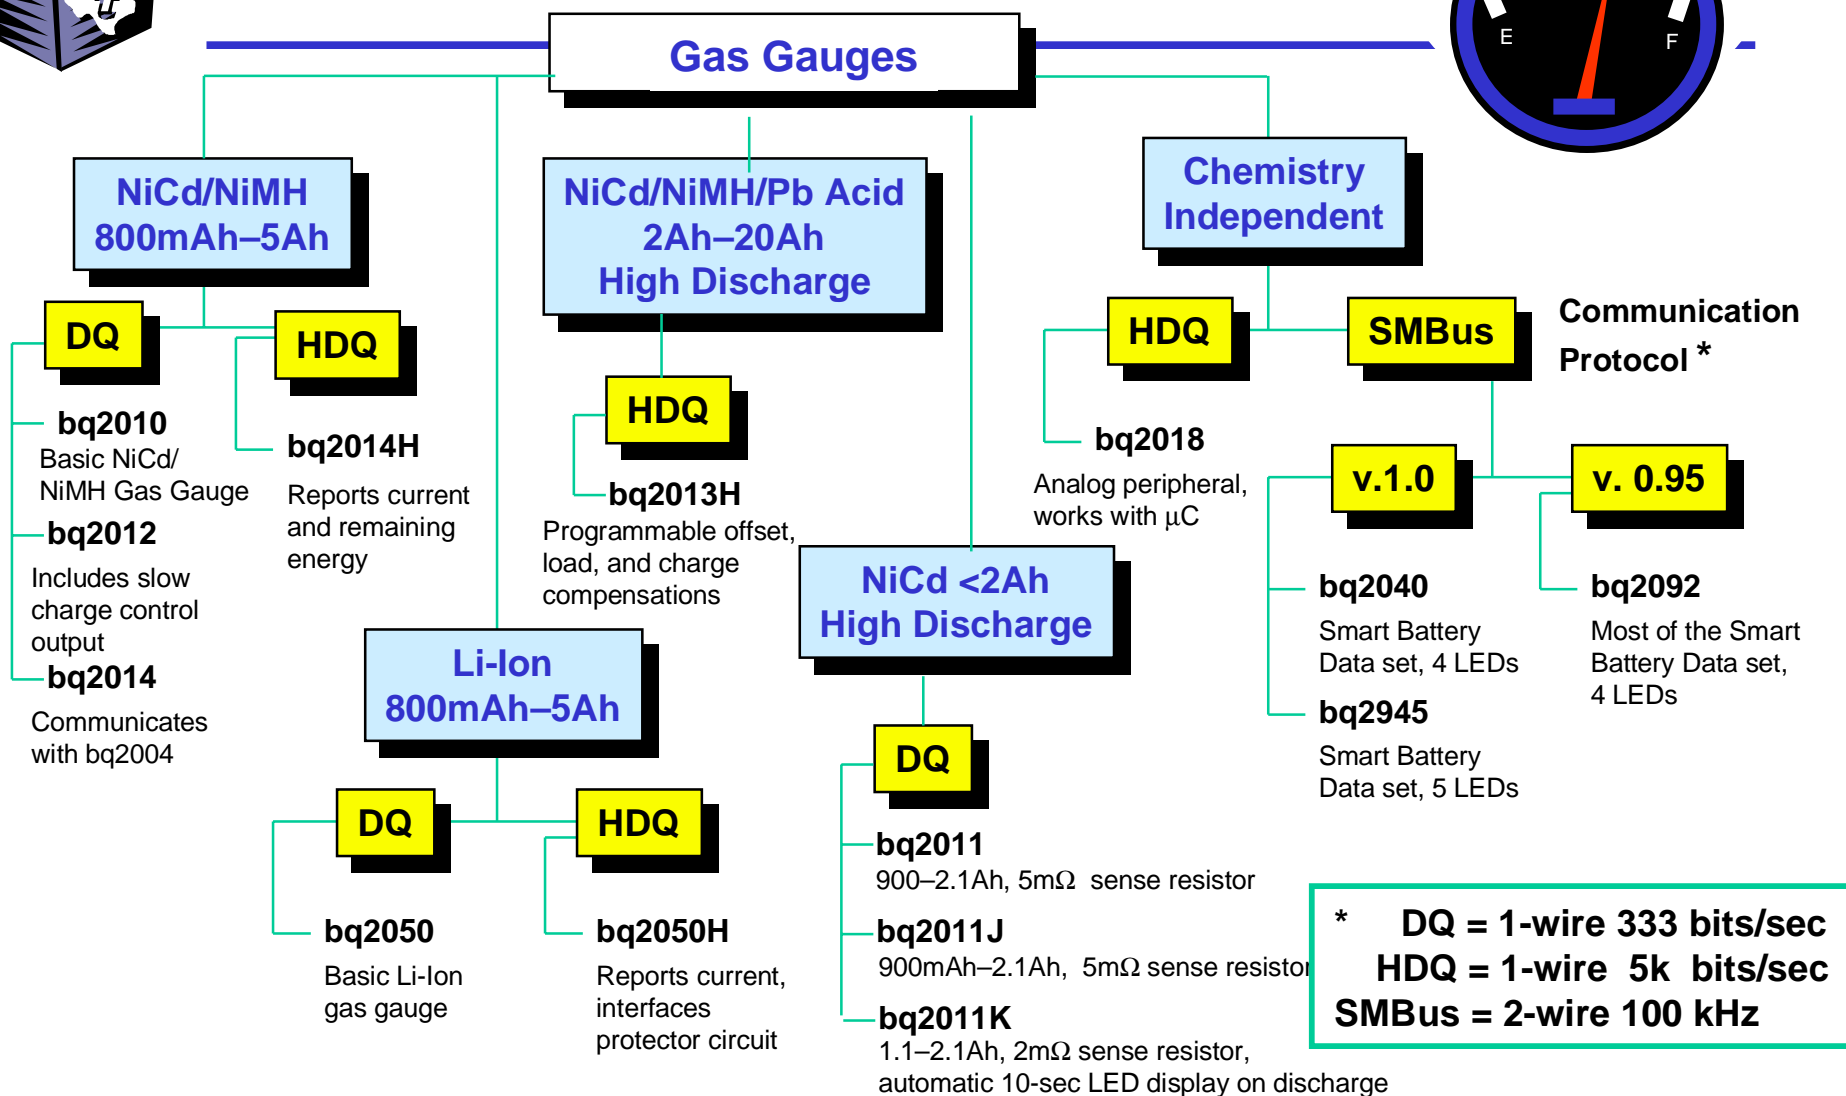 Gas Gauges
E
F
NiCd/NiMH
800mAh–5Ah
DQ
bq2010
Basic NiCd/
NiMH Gas Gauge
bq2012
Includes slow
charge control
output
bq2014
Communicates
with bq2004
HDQ
bq2014H
Reports current
and remaining
energy
Li-Ion
800mAh–5Ah
DQ
bq2050
Basic Li-Ion
gas gauge
HDQ
bq2050H
Reports current,
interfaces
protector circuit
NiCd/NiMH/Pb Acid
2Ah–20Ah
High Discharge
HDQ
bq2013H
Programmable offset,
load, and charge
compensations
NiCd <2Ah
High Discharge
DQ
bq2011
900–2.1Ah, 5mΩ sense resistor
bq2011J
900mAh–2.1Ah, 5mΩ sense resistor
bq2011K
1.1–2.1Ah, 2mΩ sense resistor,
automatic 10-sec LED display on discharge
Chemistry
Independent
HDQ
bq2018
Analog peripheral,
works with μC
SMBus
Communication
Protocol *
v.1.0
bq2040
Smart Battery
Data set, 4 LEDs
bq2945
Smart Battery
Data set, 5 LEDs
v. 0.95
bq2092
Most of the Smart
Battery Data set,
4 LEDs
* DQ = 1-wire 333 bits/sec
HDQ = 1-wire 5k bits/sec
SMBus = 2-wire 100 kHz